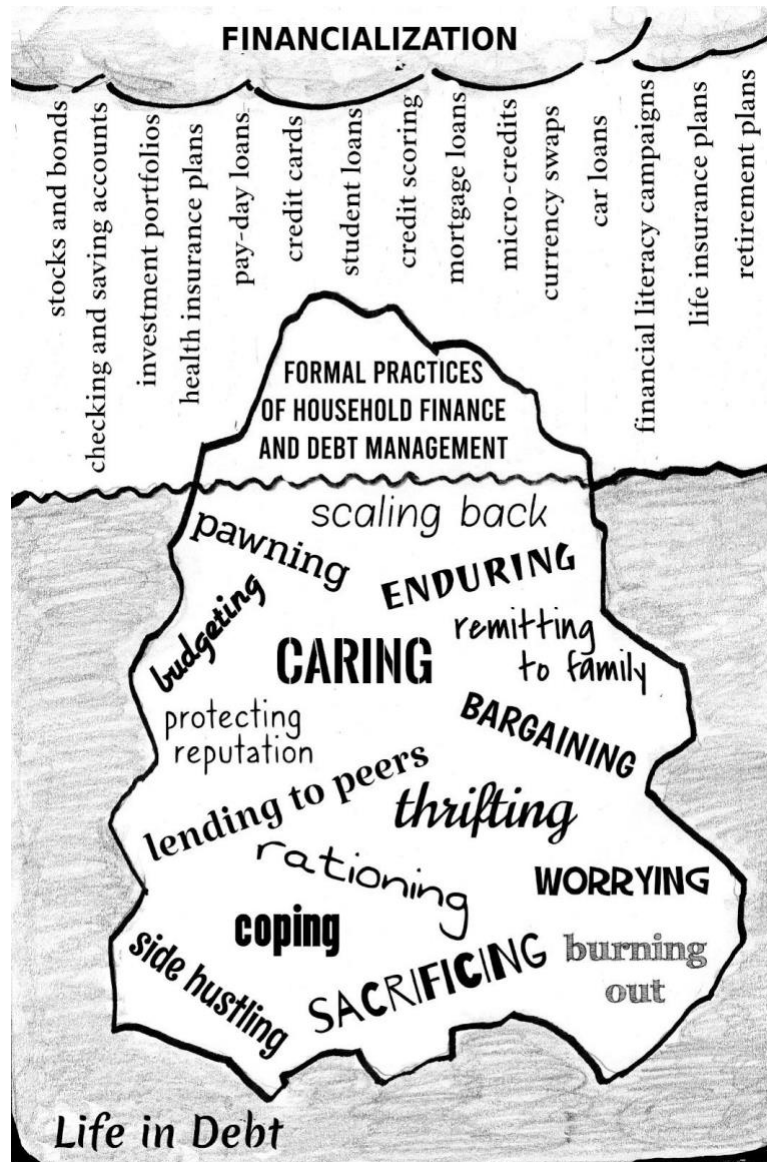 FINANCIALIZATION
stocks and bonds
checking and saving accounts
investment portfolios
health insurance plans
pay-day loans
credit cards
student loans
credit scoring
mortgage loans
micro-credits
currency swaps
car loans
financial literacy campaigns
life insurance plans
retirement plans
FORMAL PRACTICES
OF HOUSEHOLD FINANCE
AND DEBT MANAGEMENT
scaling back
pawning
ENDURING
budgeting
CARING
remitting
to family
protecting
reputation
BARGAINING
lending to peers
thrifting
rationing
WORRYING
coping
side hustling
SACRIFICING
burning
out
Life in Debt